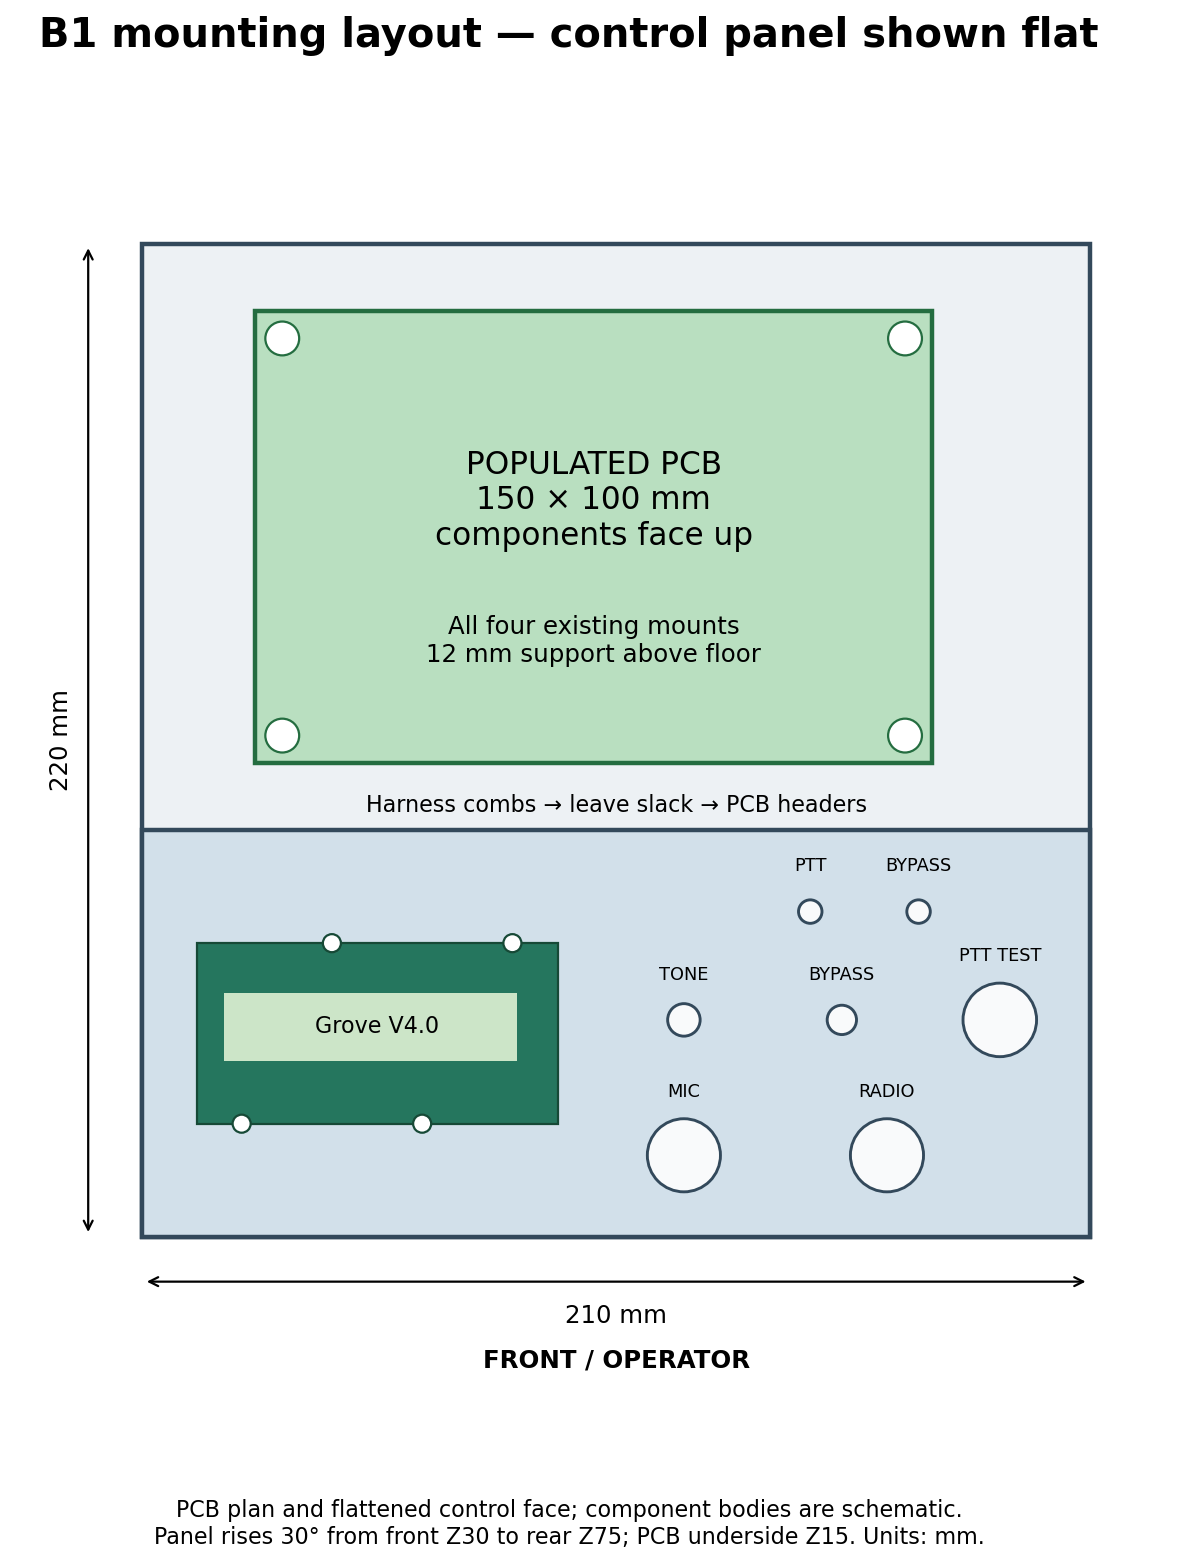 B1 mounting layout — control panel shown flat
POPULATED PCB
150 × 100 mm
components face up
All four existing mounts
12 mm support above floor
220 mm
Harness combs → leave slack → PCB headers
PTT
BYPASS
PTT TEST
TONE
BYPASS
Grove V4.0
MIC
RADIO
210 mm
FRONT / OPERATOR
PCB plan and flattened control face; component bodies are schematic.
Panel rises 30° from front Z30 to rear Z75; PCB underside Z15. Units: mm.